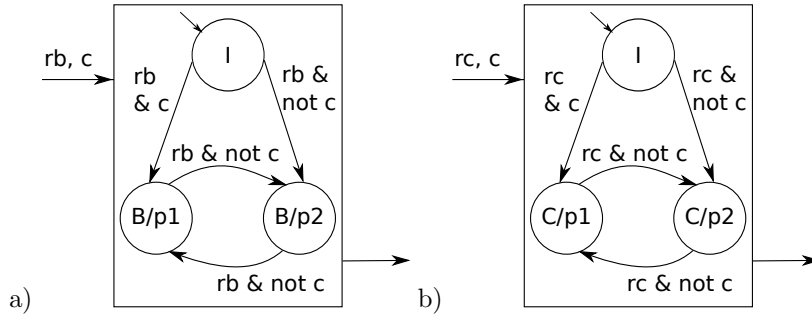 a)
rb, c
I
rb
& c
rb &
not c
rb & not c
B/p1
B/p2
rb & not c
b)
rc, c
I
rc
& c
rc &
not c
rc & not c
C/p1
C/p2
rc & not c